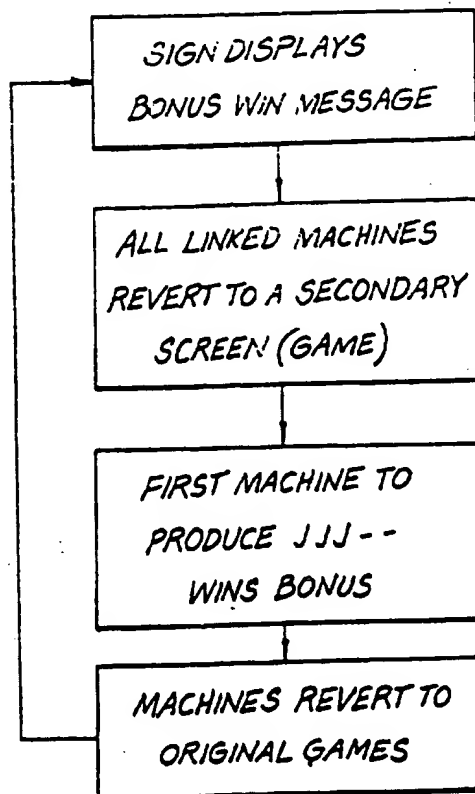 SIGN DISPLAYS
BONUS WIN MESSAGE
ALL LINKED MACHINES
REVERT TO A SECONDARY
SCREEN (GAME)
FIRST MACHINE TO
PRODUCE JJJ--
WINS BONUS
MACHINES REVERT TO
ORIGINAL GAMES